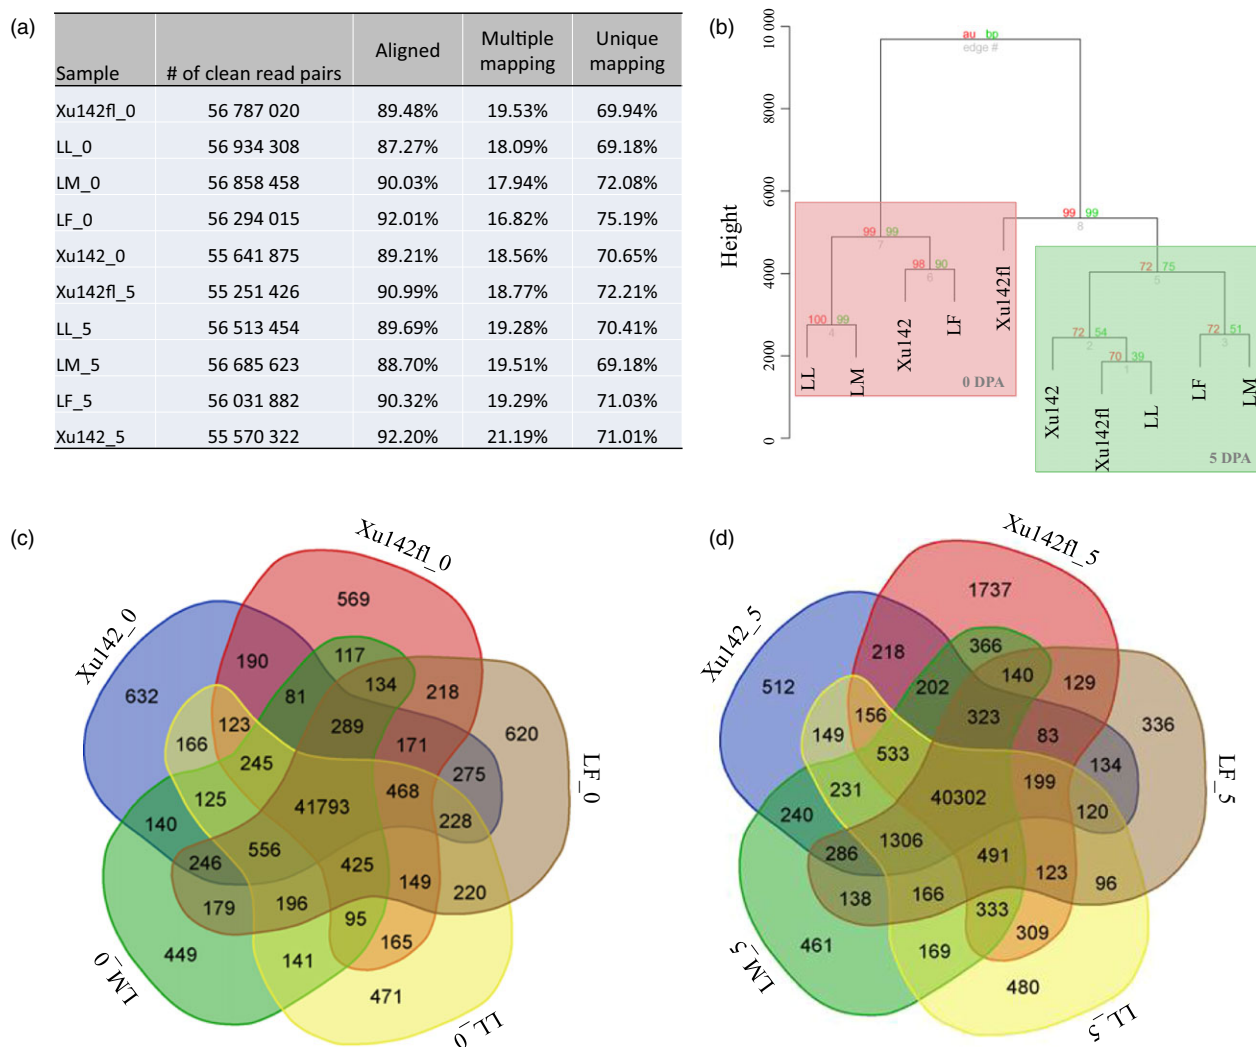 (a)
Sample # of clean read pairs Aligned Multiple mapping Unique mapping
Xu142fl_0 56 787 020 89.48% 19.53% 69.94%
LL_0 56 934 308 87.27% 18.09% 69.18%
LM_0 56 858 458 90.03% 17.94% 72.08%
LF_0 56 294 015 92.01% 16.82% 75.19%
Xu142_0 55 641 875 89.21% 18.56% 70.65%
Xu142fl_5 55 251 426 90.99% 18.77% 72.21%
LL_5 56 513 454 89.69% 19.28% 70.41%
LM_5 56 685 623 88.70% 19.51% 69.18%
LF_5 56 031 882 90.32% 19.29% 71.03%
Xu142_5 55 570 322 92.20% 21.19% 71.01%
(b)
Height
10 000
8000
6000
4000
2000
0
au bp
edge #
99 99
8
99 99
7
98 90
6
72 75
5
100 99
4
72 54
2
72 51
3
70 39
1
LL
LM
Xu142
LF
Xu142fl
Xu142
Xu142fl
LL
LF
LM
0 DPA
5 DPA
(c)
Xu142fl_0
Xu142_0
LF_0
LM_0
LL_0
569
190
117
134
218
632
81
620
123
289
171
166
245
275
125
41793
468
228
140
556
246
425
149
220
179
196
95
449
141
165
471
(d)
Xu142fl_5
Xu142_5
LF_5
LM_5
LL_5
1737
218
366
140
129
512
202
336
156
323
83
149
533
134
231
40302
199
120
240
1306
286
491
123
96
138
166
333
461
169
309
480